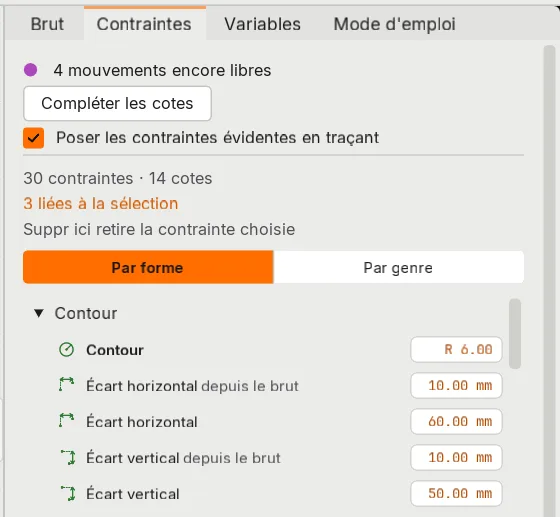 Brut Contraintes Variables Mode d'emploi
4 mouvements encore libres
Compléter les cotes
Poser les contraintes évidentes en traçant
30 contraintes · 14 cotes
3 liées à la sélection
Suppr ici retire la contrainte choisie
Par forme Par genre
Contour
Contour R 6.00
Écart horizontal depuis le brut 10.00 mm
Écart horizontal 60.00 mm
Écart vertical depuis le brut 10.00 mm
Écart vertical 50.00 mm